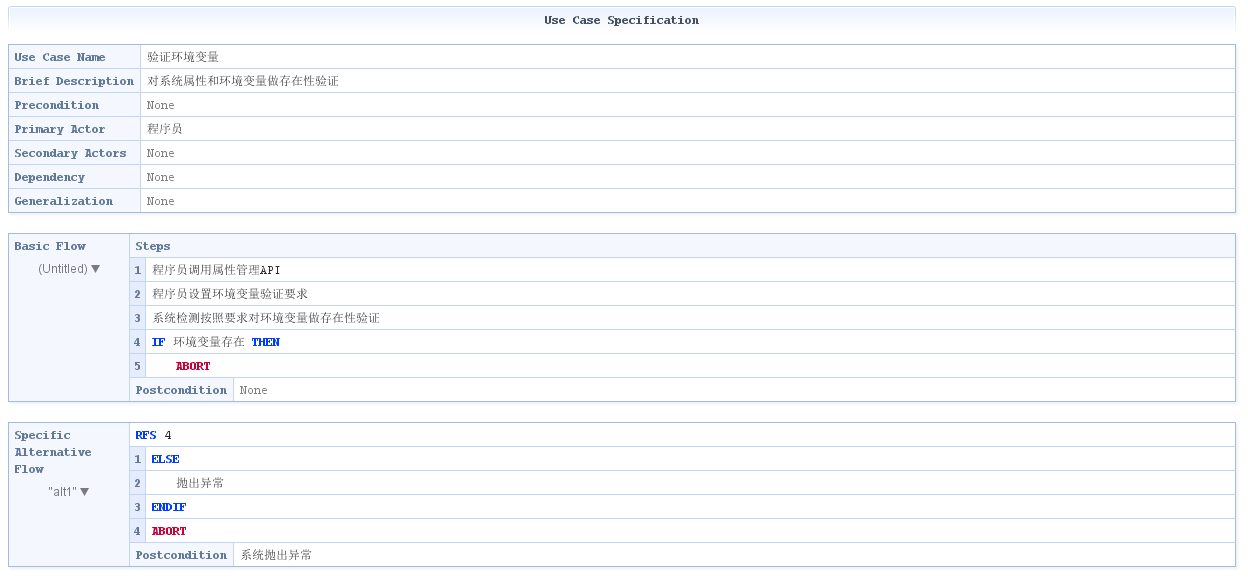 Use Case Specification
Use Case Name 验证环境变量
Brief Description 对系统属性和环境变量做存在性验证
Precondition None
Primary Actor 程序员
Secondary Actors None
Dependency None
Generalization None
Basic Flow Steps
(Untitled) ▼
1 程序员调用属性管理API
2 程序员设置环境变量验证要求
3 系统检测按照要求对环境变量做存在性验证
4 IF 环境变量存在 THEN
5 ABORT
Postcondition None
Specific Alternative Flow
"alt1" ▼
RFS 4
1 ELSE
2 抛出异常
3 ENDIF
4 ABORT
Postcondition 系统抛出异常